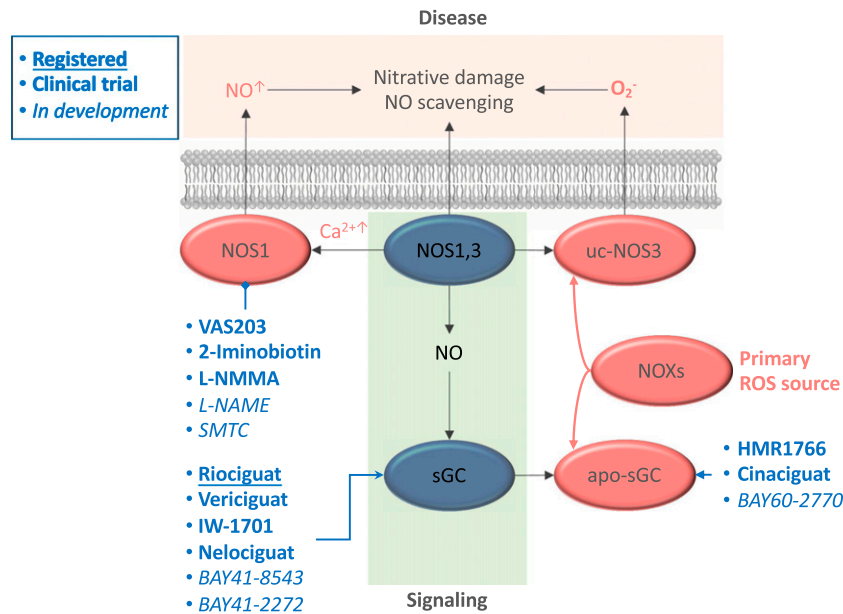 Disease
• Registered
• Clinical trial
• In development
NO↑
Nitrative damage
NO scavenging
O₂⁻
NOS1
Ca²⁺↑
NOS1,3
uc-NOS3
• VAS203
• 2-Iminobiotin
• L-NMMA
• L-NAME
• SMTC
NO
NOXs
Primary
ROS source
• Riociguat
• Vericiguat
• IW-1701
• Nelociguat
• BAY41-8543
• BAY41-2272
sGC
apo-sGC
• HMR1766
• Cinaciguat
• BAY60-2770
Signaling